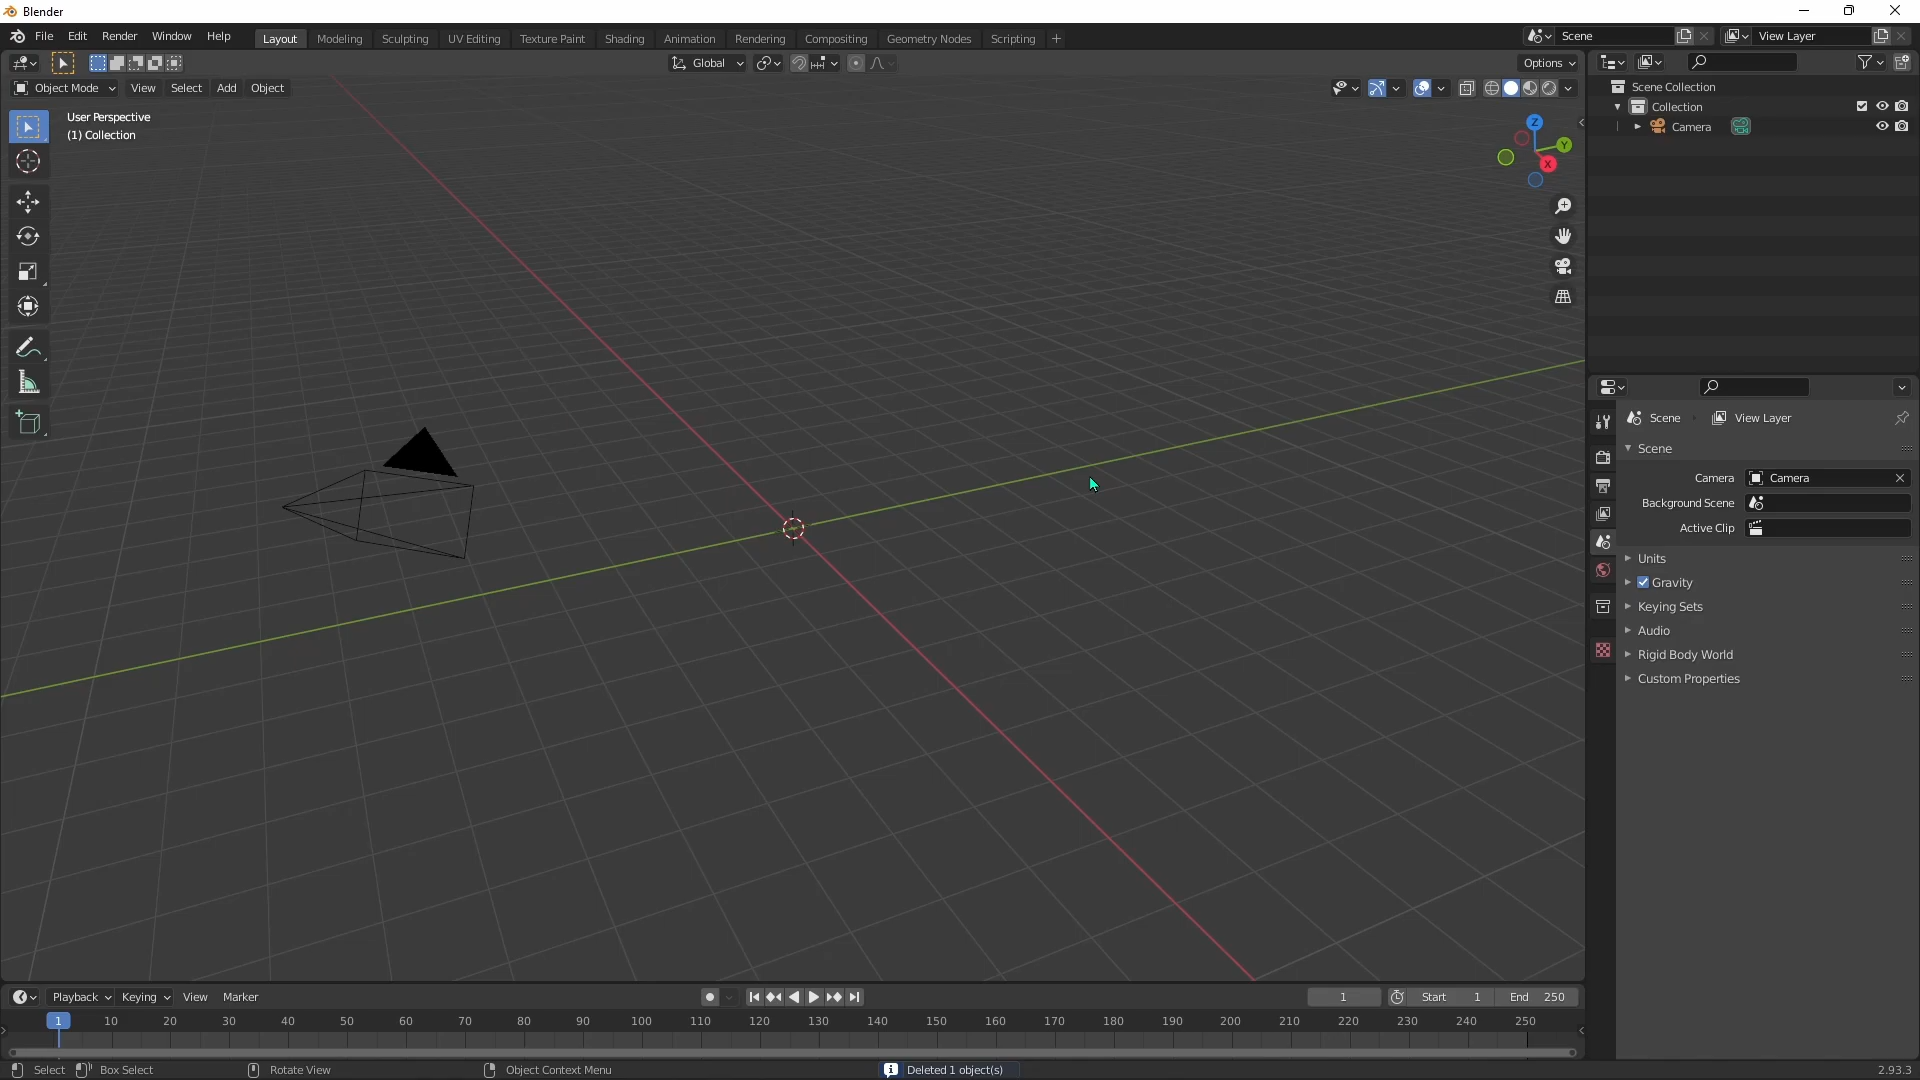 Blender
File Edit Render Window Help Layout Modeling Sculpting UV Editing Texture Paint Shading Animation Rendering Compositing Geometry Nodes Scripting + Scene View Layer
Global Options
Object Mode View Select Add Object
User Perspective
(1) Collection
Z
Y
X
Scene Collection
Collection
Camera
Scene View Layer
Scene
Camera Camera
Background Scene
Active Clip
Units
Gravity
Keying Sets
Audio
Rigid Body World
Custom Properties
Playback Keying View Marker 1 Start 1 End 250
1 10 20 30 40 50 60 70 80 90 100 110 120 130 140 150 160 170 180 190 200 210 220 230 240 250
Select Box Select Rotate View Object Context Menu Deleted 1 object(s) 2.93.3